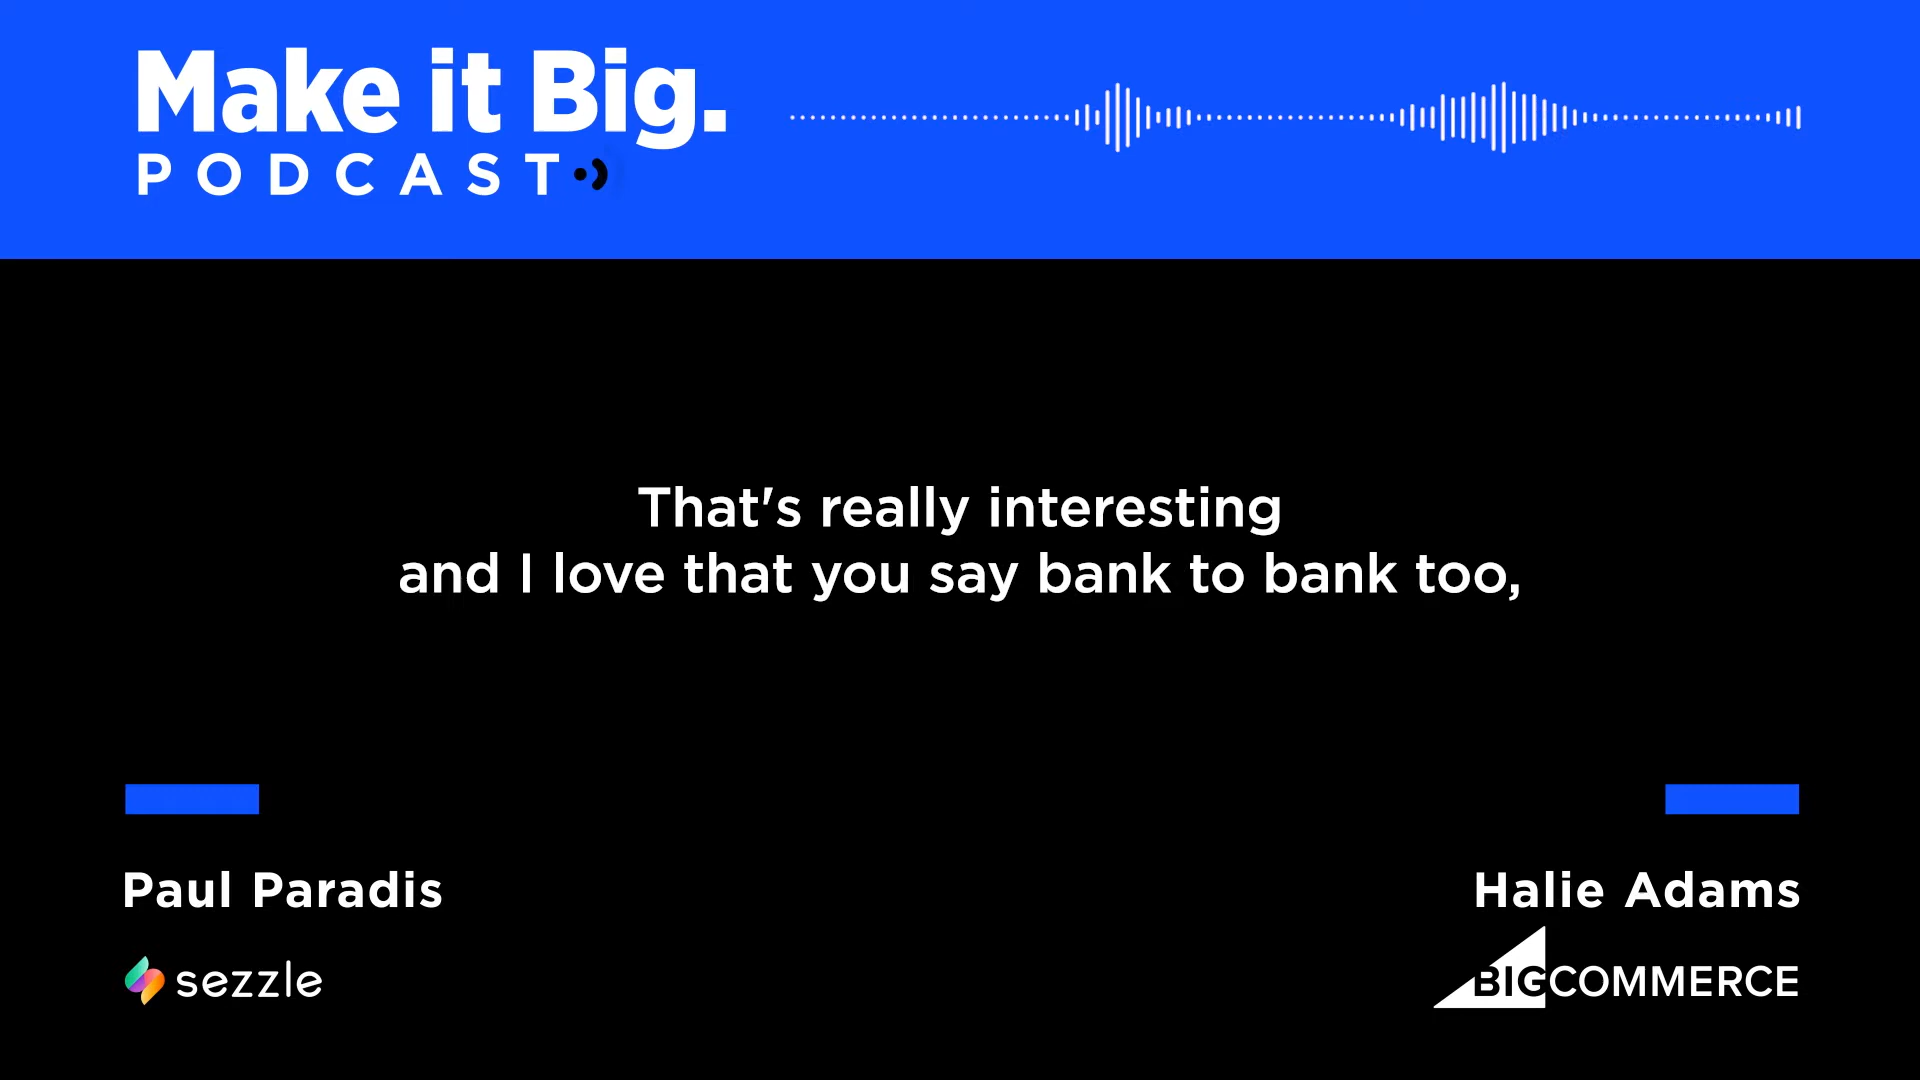 Make it Big.
PODCAST
That's really interesting
and I love that you say bank to bank too,
Paul Paradis
Halie Adams
sezzle
BIGCOMMERCE